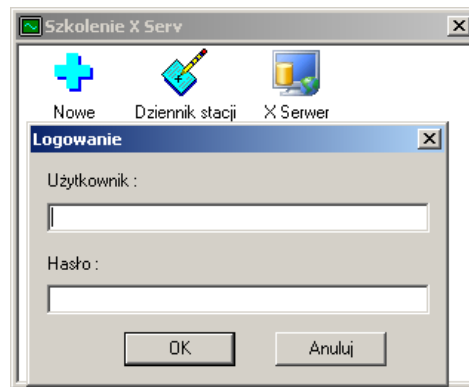 Szkolenie X Serv
Nowe Dziennik stacji X Serwer
Logowanie
Użytkownik :
Hasło :
OK Anuluj